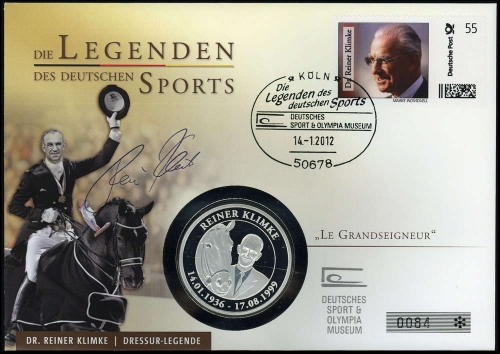 DIE LEGENDEN
DES DEUTSCHEN SPORTS
Dr. Reiner Klimke
Deutsche Post
55
MARKE INDIVIDUELL
KÖLN
Die
Legenden des
deutschen Sports
DEUTSCHES
SPORT & OLYMPIA MUSEUM
14.-1.2012
50678
REINER KLIMKE
14.01.1936 - 17.08.1999
„LE GRANDSEIGNEUR"
DEUTSCHES
SPORT &
OLYMPIA
MUSEUM
0084
DR. REINER KLIMKE | DRESSUR-LEGENDE